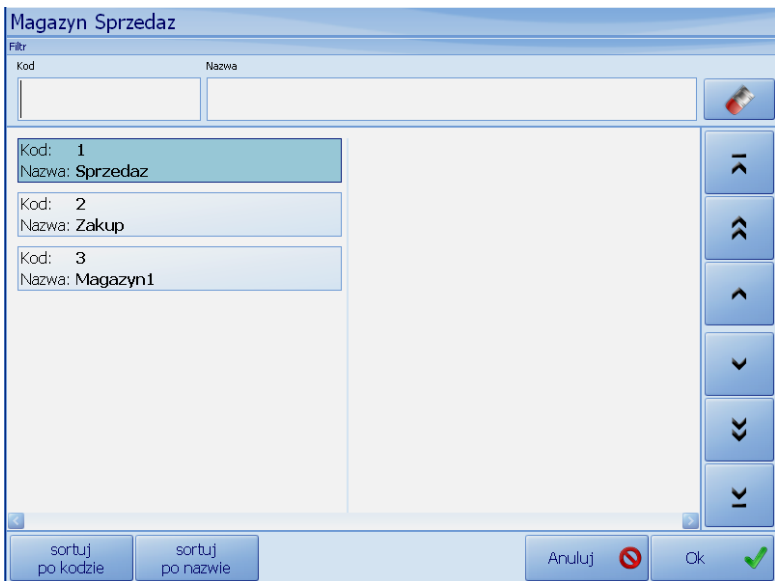 Magazyn Sprzedaz
Filtr
Kod Nazwa
Kod: 1
Nazwa: Sprzedaz
Kod: 2
Nazwa: Zakup
Kod: 3
Nazwa: Magazyn1
sortuj
po kodzie
sortuj
po nazwie
Anuluj
Ok